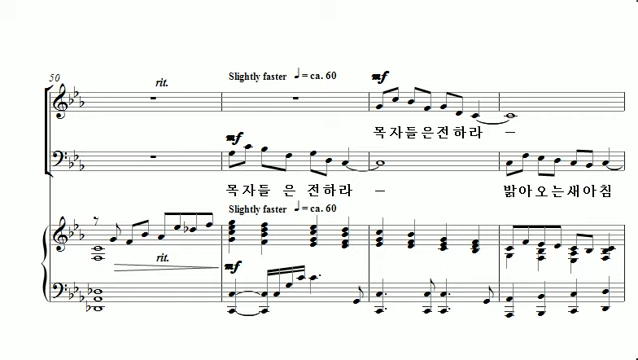 50
rit.
Slightly faster ♩= ca. 60
mf
mf
목자들은전하라 –
목자들 은 전하라 –
밝아오는새아침
Slightly faster ♩= ca. 60
rit.
mf